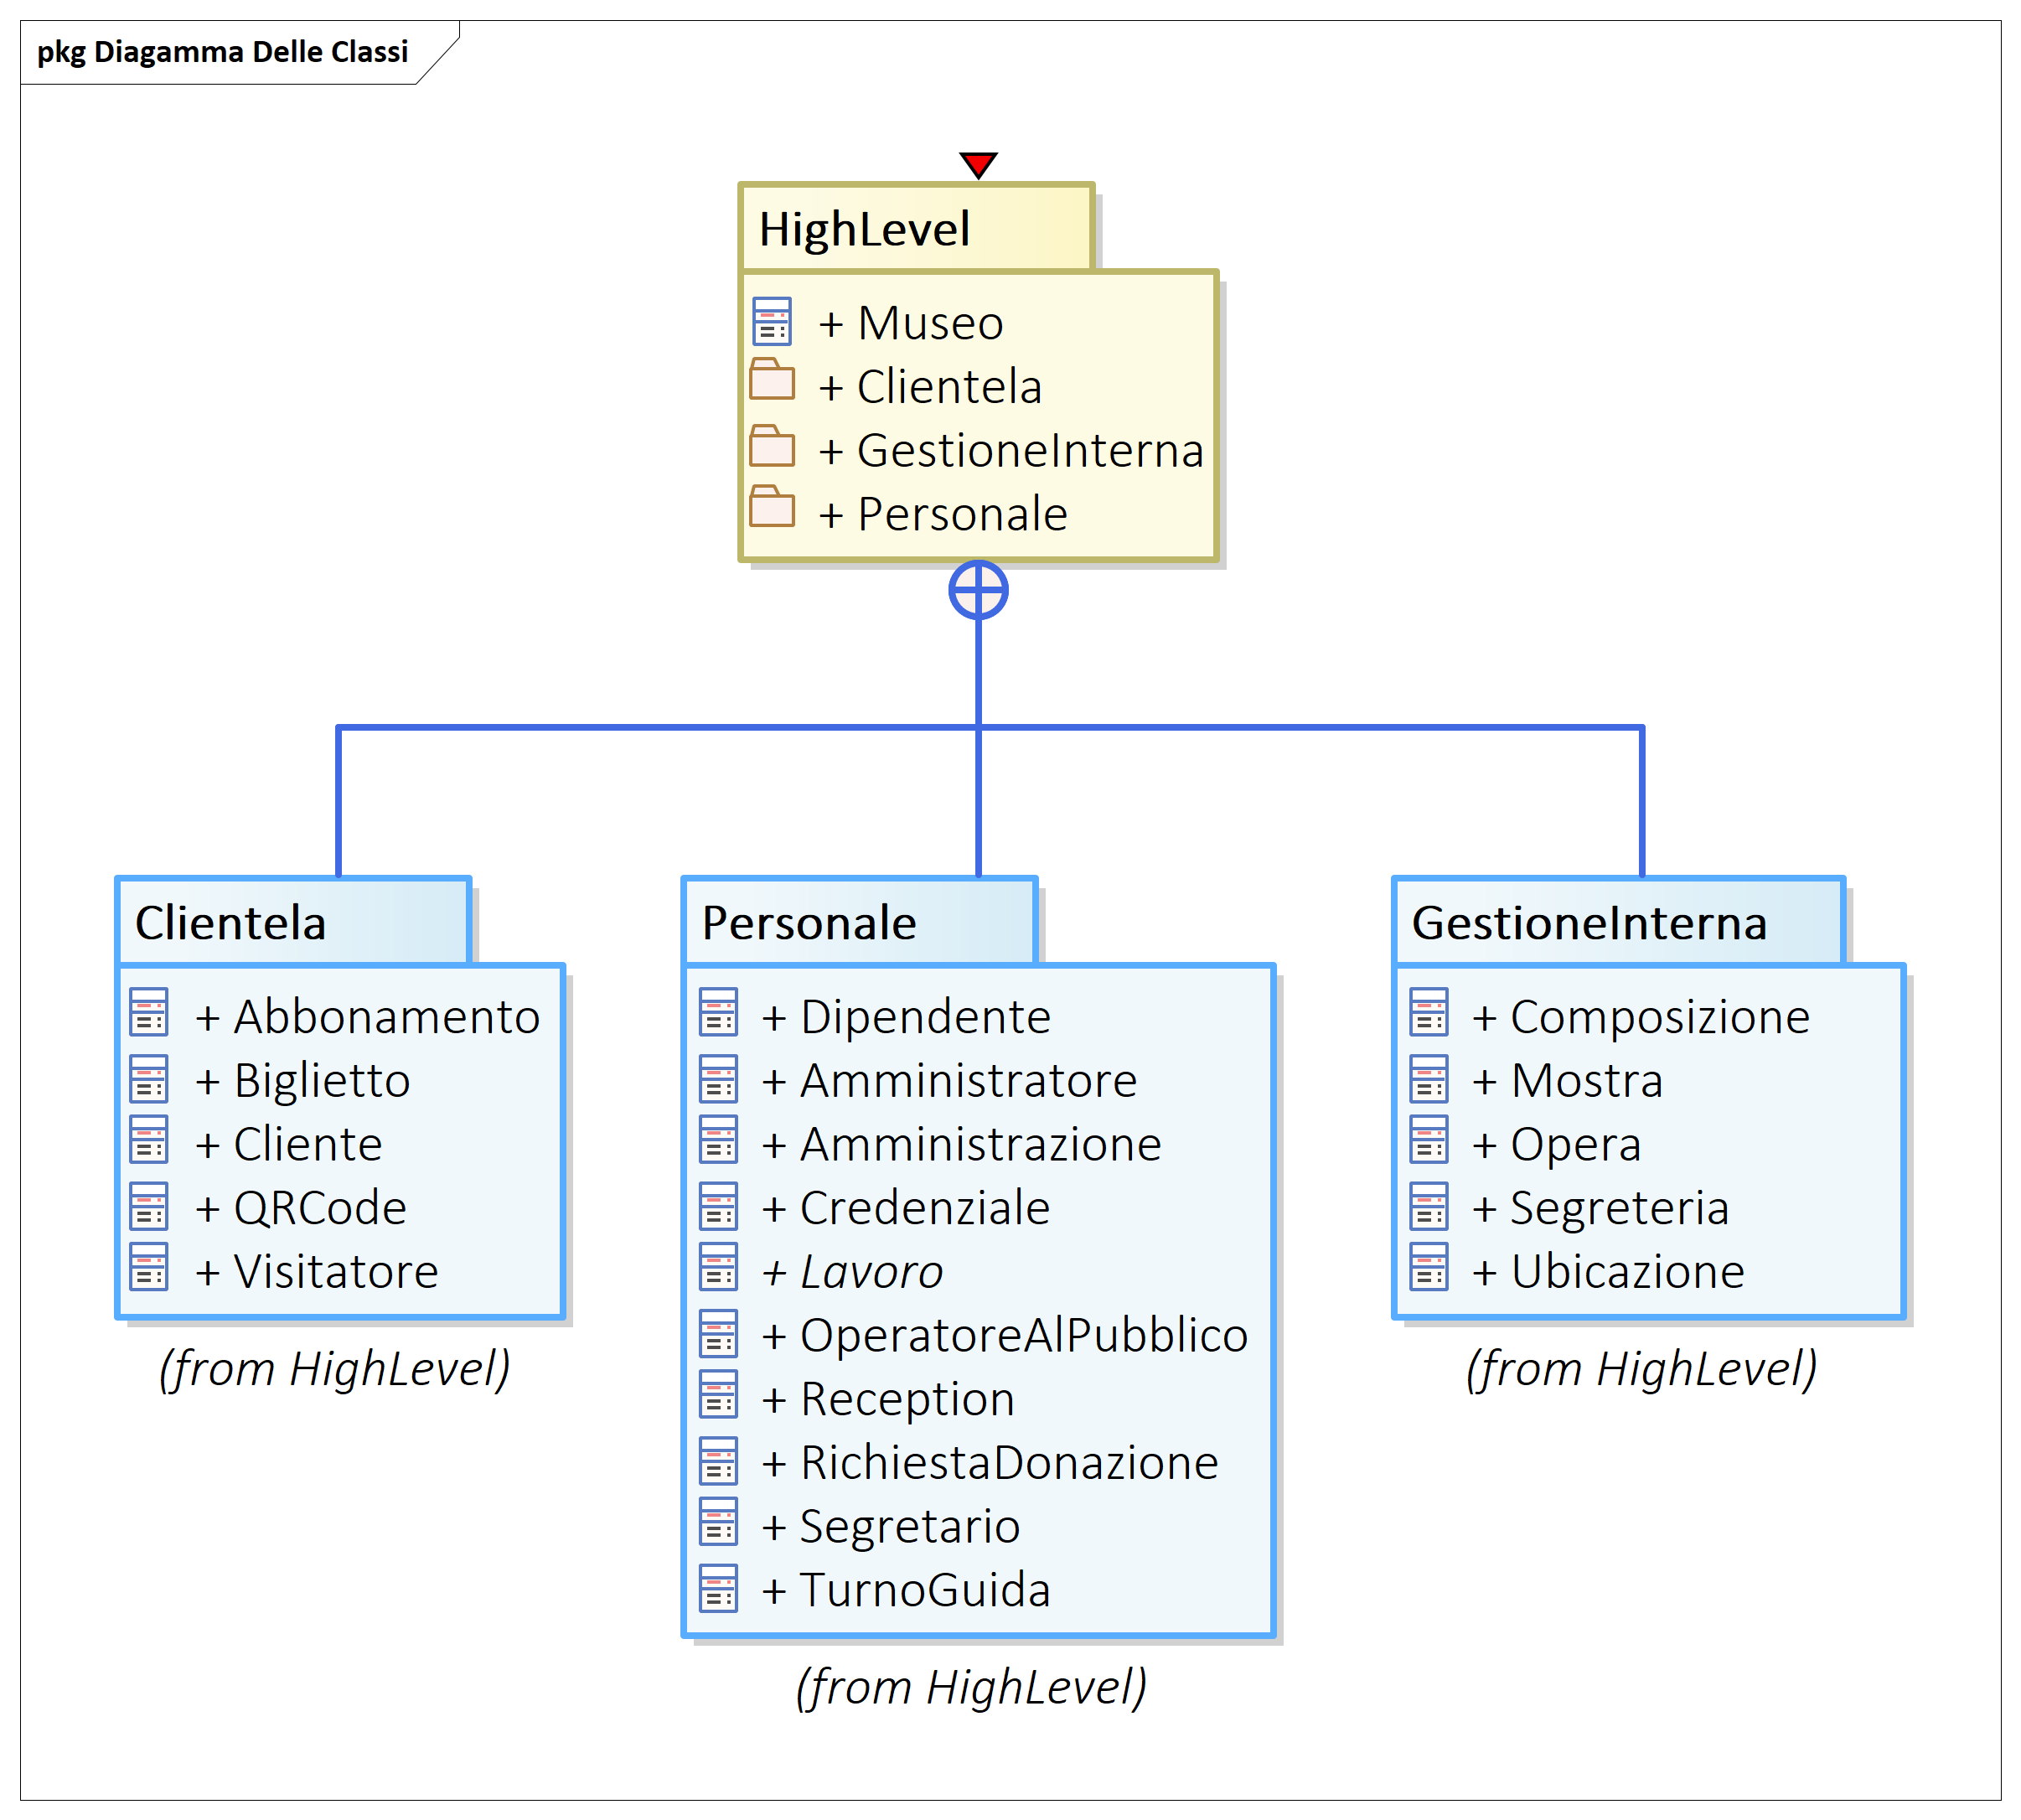 pkg Diagamma Delle Classi
HighLevel
+ Museo
+ Clientela
+ GestioneInterna
+ Personale
Clientela
+ Abbonamento
+ Biglietto
+ Cliente
+ QRCode
+ Visitatore
(from HighLevel)
Personale
+ Dipendente
+ Amministratore
+ Amministrazione
+ Credenziale
+ Lavoro
+ OperatoreAlPubblico
+ Reception
+ RichiestaDonazione
+ Segretario
+ TurnoGuida
(from HighLevel)
GestioneInterna
+ Composizione
+ Mostra
+ Opera
+ Segreteria
+ Ubicazione
(from HighLevel)